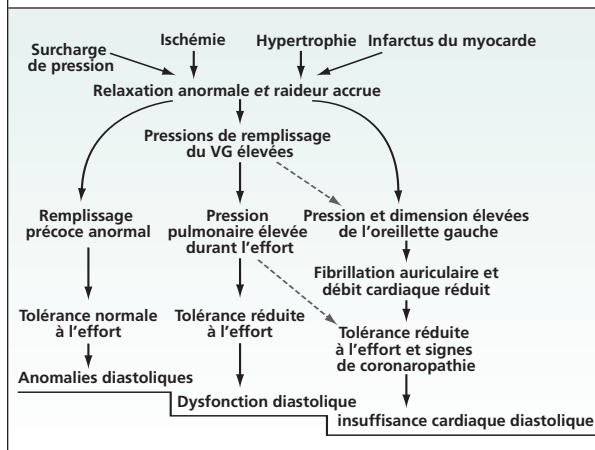 Surcharge
de pression
Ischémie
Hypertrophie
Infarctus du myocarde
Relaxation anormale et raideur accrue
Pressions de remplissage
du VG élevées
Remplissage
précoce anormal
Pression
pulmonaire élevée
durant l'effort
Pression et dimension élevées
de l'oreillette gauche
Fibrillation auriculaire et
débit cardiaque réduit
Tolérance normale
à l'effort
Tolérance réduite
à l'effort
Tolérance réduite
à l'effort et signes
de coronaropathie
Anomalies diastoliques
Dysfonction diastolique
insuffisance cardiaque diastolique